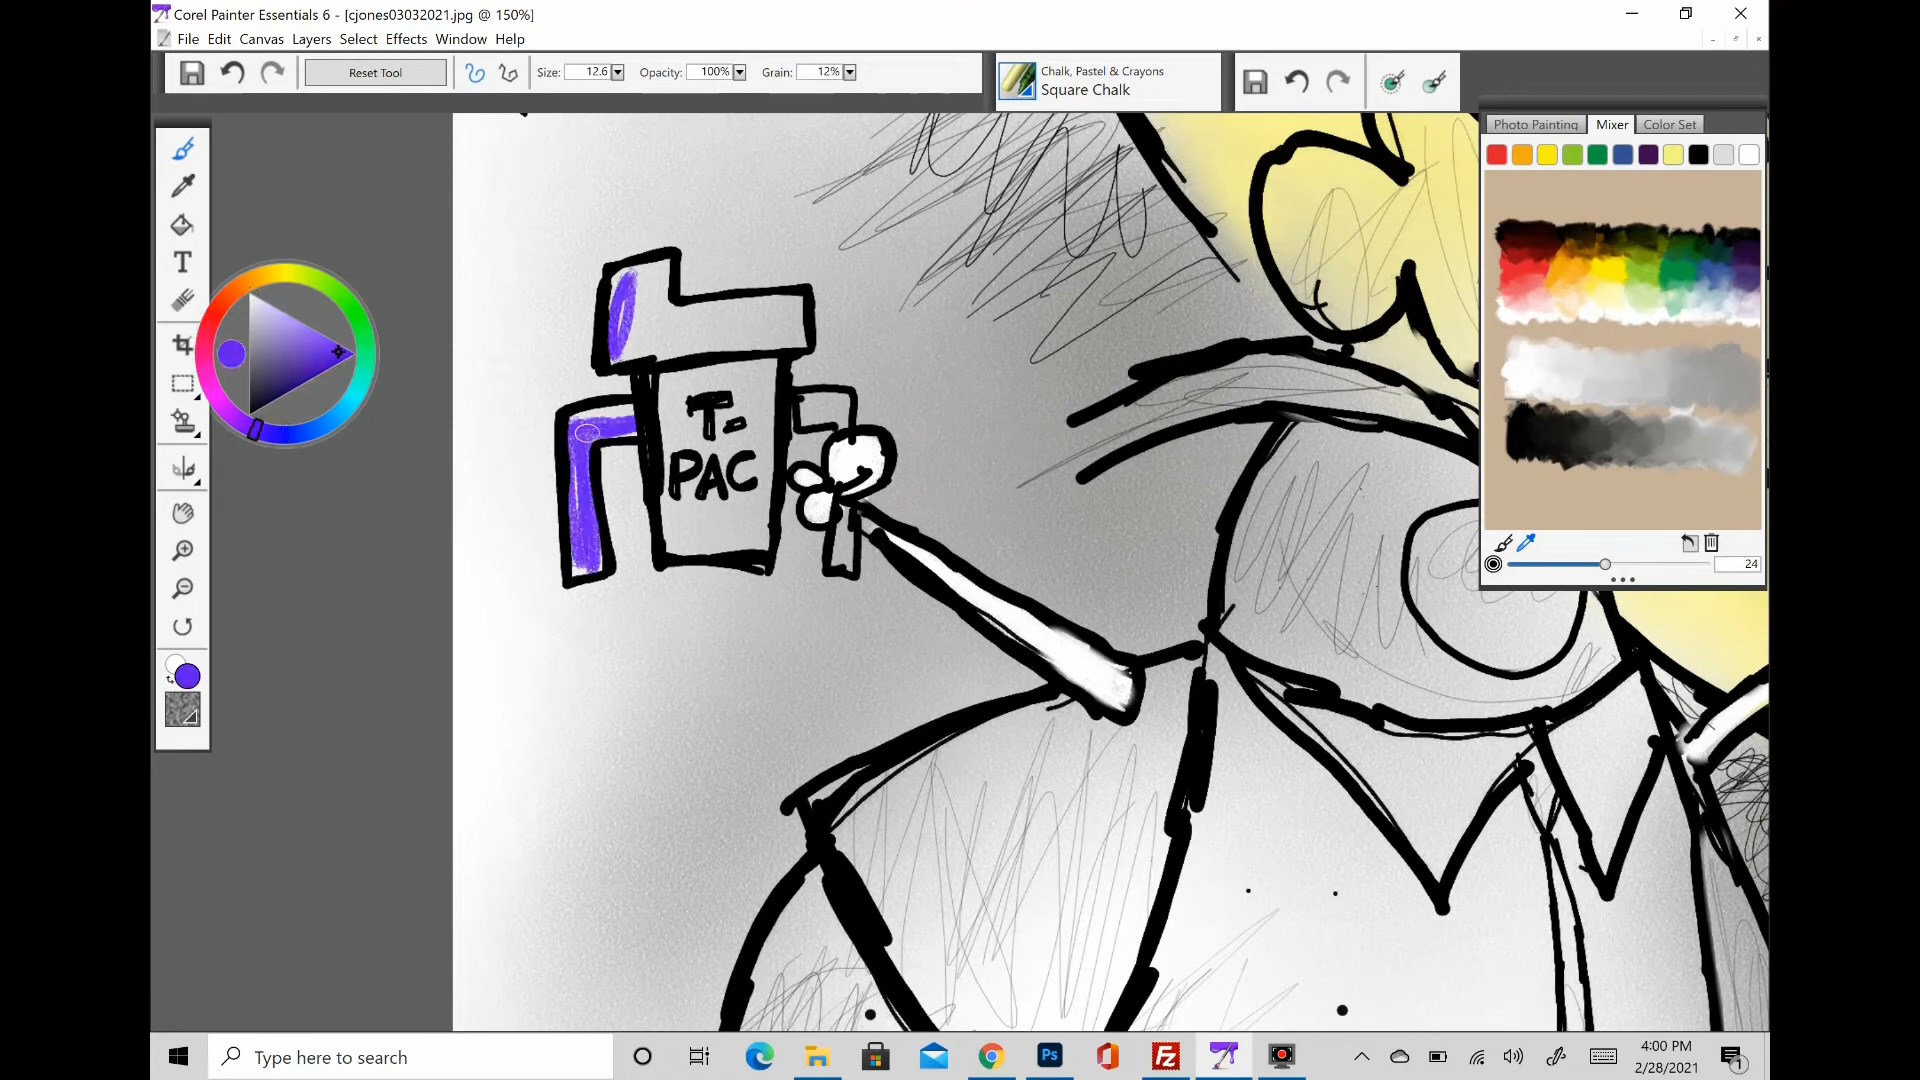 Corel Painter Essentials 6 - [cjones03032021.jpg @ 150%]
File Edit Canvas Layers Select Effects Window Help
Reset Tool
Size: 12.6 Opacity: 100% Grain: 12%
Chalk, Pastel & Crayons
Square Chalk
Photo Painting Mixer Color Set
24
T.
PAC
Type here to search
Ps
4:00 PM
2/28/2021
1